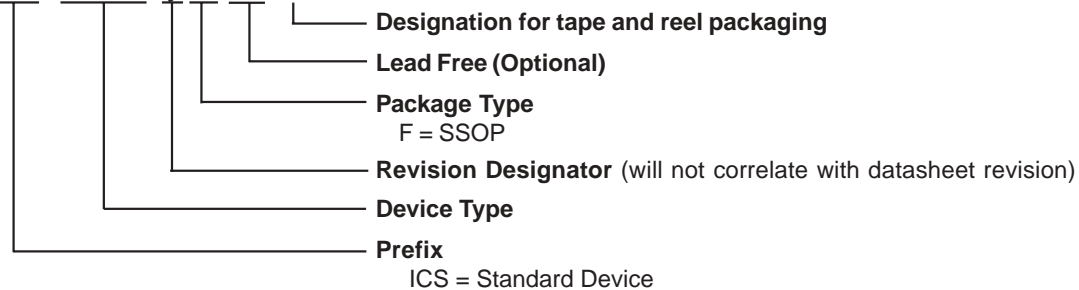 Designation for tape and reel packaging
Lead Free (Optional)
Package Type
F = SSOP
Revision Designator (will not correlate with datasheet revision)
Device Type
Prefix
ICS = Standard Device